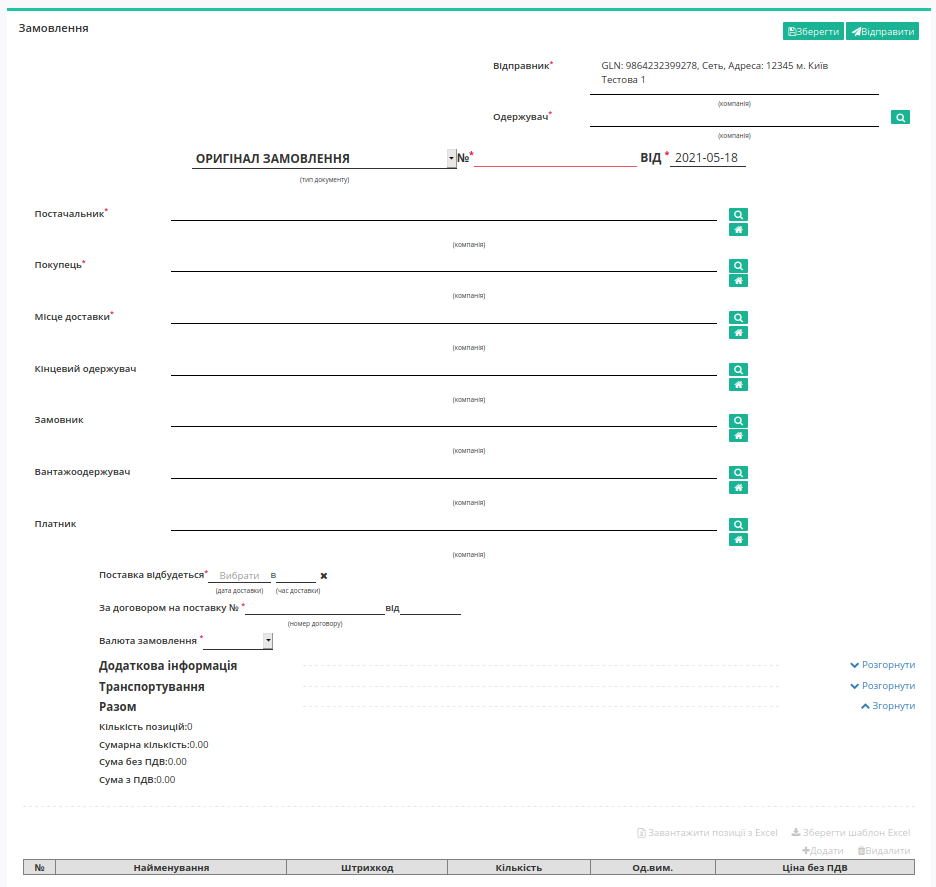 Замовлення
Зберегти Відправити
Відправник* GLN: 9864232399278, Сеть, Адреса: 12345 м. Київ
Тестова 1
(компанія)
Одержувач*
(компанія)
ОРИГІНАЛ ЗАМОВЛЕННЯ №* ВІД * 2021-05-18
(тип документу)
Постачальник*
(компанія)
Покупець*
(компанія)
Місце доставки*
(компанія)
Кінцевий одержувач
(компанія)
Замовник
(компанія)
Вантажоодержувач
(компанія)
Платник
(компанія)
Поставка відбудеться* Вибрати в
(дата доставки) (час доставки)
За договором на поставку № * від
(номер договору)
Валюта замовлення *
Додаткова інформація Розгорнути
Транспортування Розгорнути
Разом Згорнути
Кількість позицій:0
Сумарна кількість:0.00
Сума без ПДВ:0.00
Сума з ПДВ:0.00
Завантажити позиції з Excel Зберегти шаблон Excel
Додати Видалити
№ Найменування Штрихкод Кількість Од.вим. Ціна без ПДВ